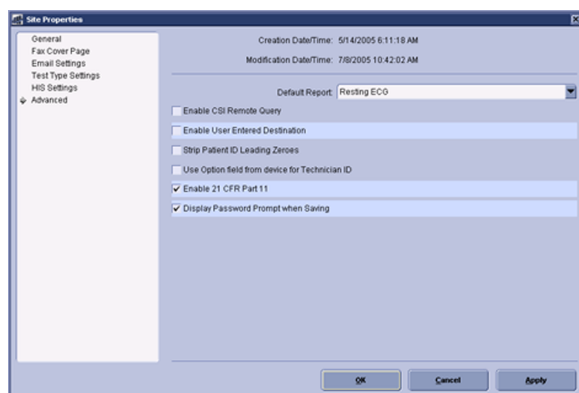 Site Properties
General
Fax Cover Page
Email Settings
Test Type Settings
HIS Settings
Advanced
Creation Date/Time: 5/14/2005 6:11:18 AM
Modification Date/Time: 7/8/2005 10:42:02 AM
Default Report: Resting ECG
Enable CSI Remote Query
Enable User Entered Destination
Strip Patient ID Leading Zeroes
Use Option field from device for Technician ID
Enable 21 CFR Part 11
Display Password Prompt when Saving
OK Cancel Apply